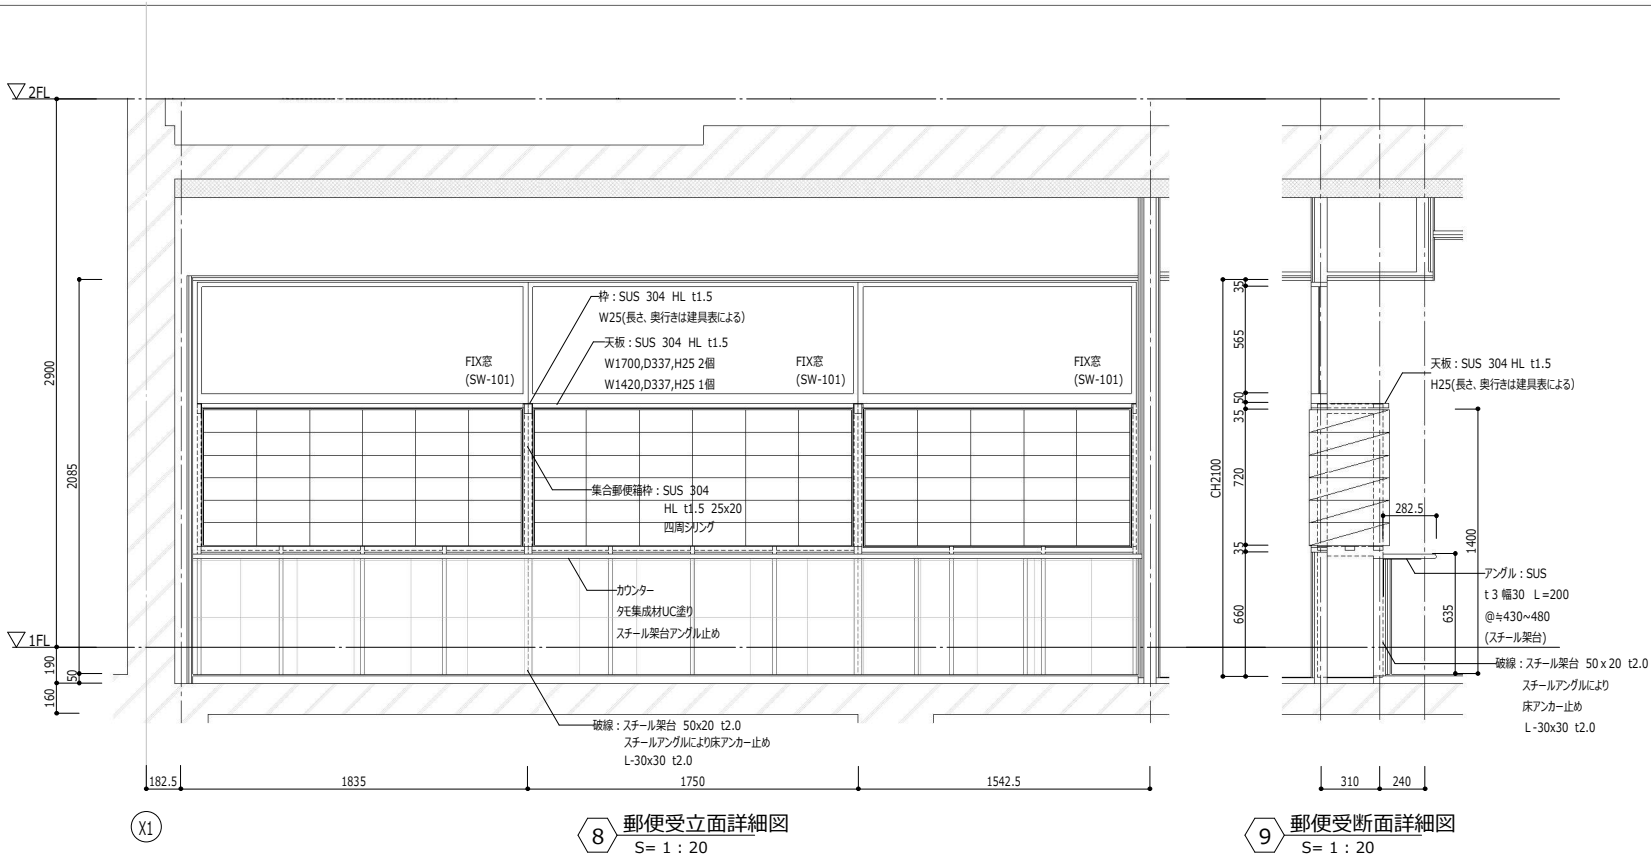 2FL
2900
2085
1FL
190
50
160
枠：SUS 304 HL t1.5
W25(長さ、奥行きは建具表による)
天板：SUS 304 HL t1.5
W1700,D337,H25 2個
W1420,D337,H25 1個
FIX窓
(SW-101)
FIX窓
(SW-101)
FIX窓
(SW-101)
集合郵便箱枠：SUS 304
HL t1.5 25x20
四周シリング
カウンター
タモ集成材UC塗り
スチール架台アングル止め
破線：スチール架台 50x20 t2.0
スチールアングルにより床アンカー止め
L-30x30 t2.0
182.5
1835
1750
1542.5
X1
8
郵便受立面詳細図
S= 1 : 20
CH2100
35
565
50
35
720
35
660
天板：SUS 304 HL t1.5
H25(長さ、奥行きは建具表による)
282.5
1400
635
アングル：SUS
t 3 幅30 L=200
@≒430~480
(スチール架台)
破線：スチール架台 50 x 20 t2.0
スチールアングルにより
床アンカー止め
L -30x30 t2.0
310
240
9
郵便受断面詳細図
S= 1 : 20